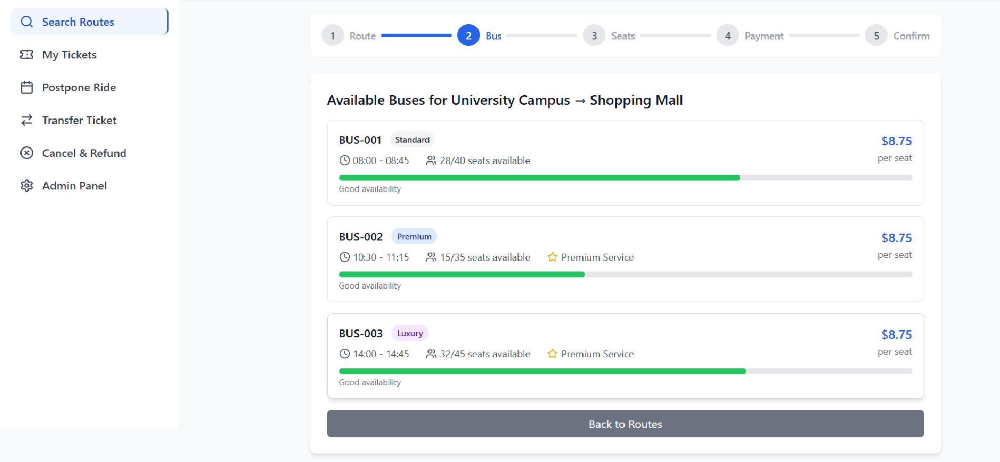 Search Routes
My Tickets
Postpone Ride
Transfer Ticket
Cancel & Refund
Admin Panel
1 Route 2 Bus 3 Seats 4 Payment 5 Confirm
Available Buses for University Campus → Shopping Mall
BUS-001 Standard $8.75
08:00 - 08:45 28/40 seats available per seat
Good availability
BUS-002 Premium $8.75
10:30 - 11:15 15/35 seats available Premium Service per seat
Good availability
BUS-003 Luxury $8.75
14:00 - 14:45 32/45 seats available Premium Service per seat
Good availability
Back to Routes